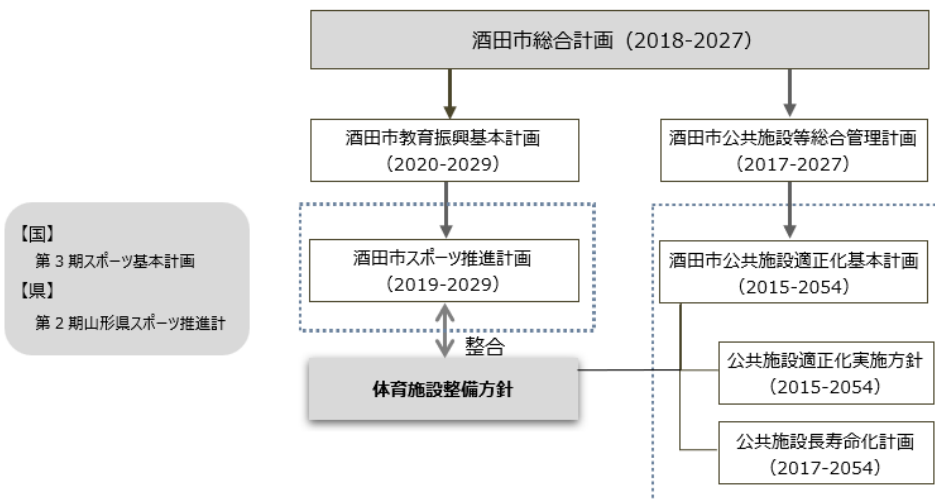 酒田市総合計画 (2018-2027)
酒田市教育振興基本計画
(2020-2029)
酒田市公共施設等総合管理計画
(2017-2027)
【国】
第3期スポーツ基本計画
【県】
第2期山形県スポーツ推進計
酒田市スポーツ推進計画
(2019-2029)
酒田市公共施設適正化基本計画
(2015-2054)
整合
体育施設整備方針
公共施設適正化実施方針
(2015-2054)
公共施設長寿命化計画
(2017-2054)